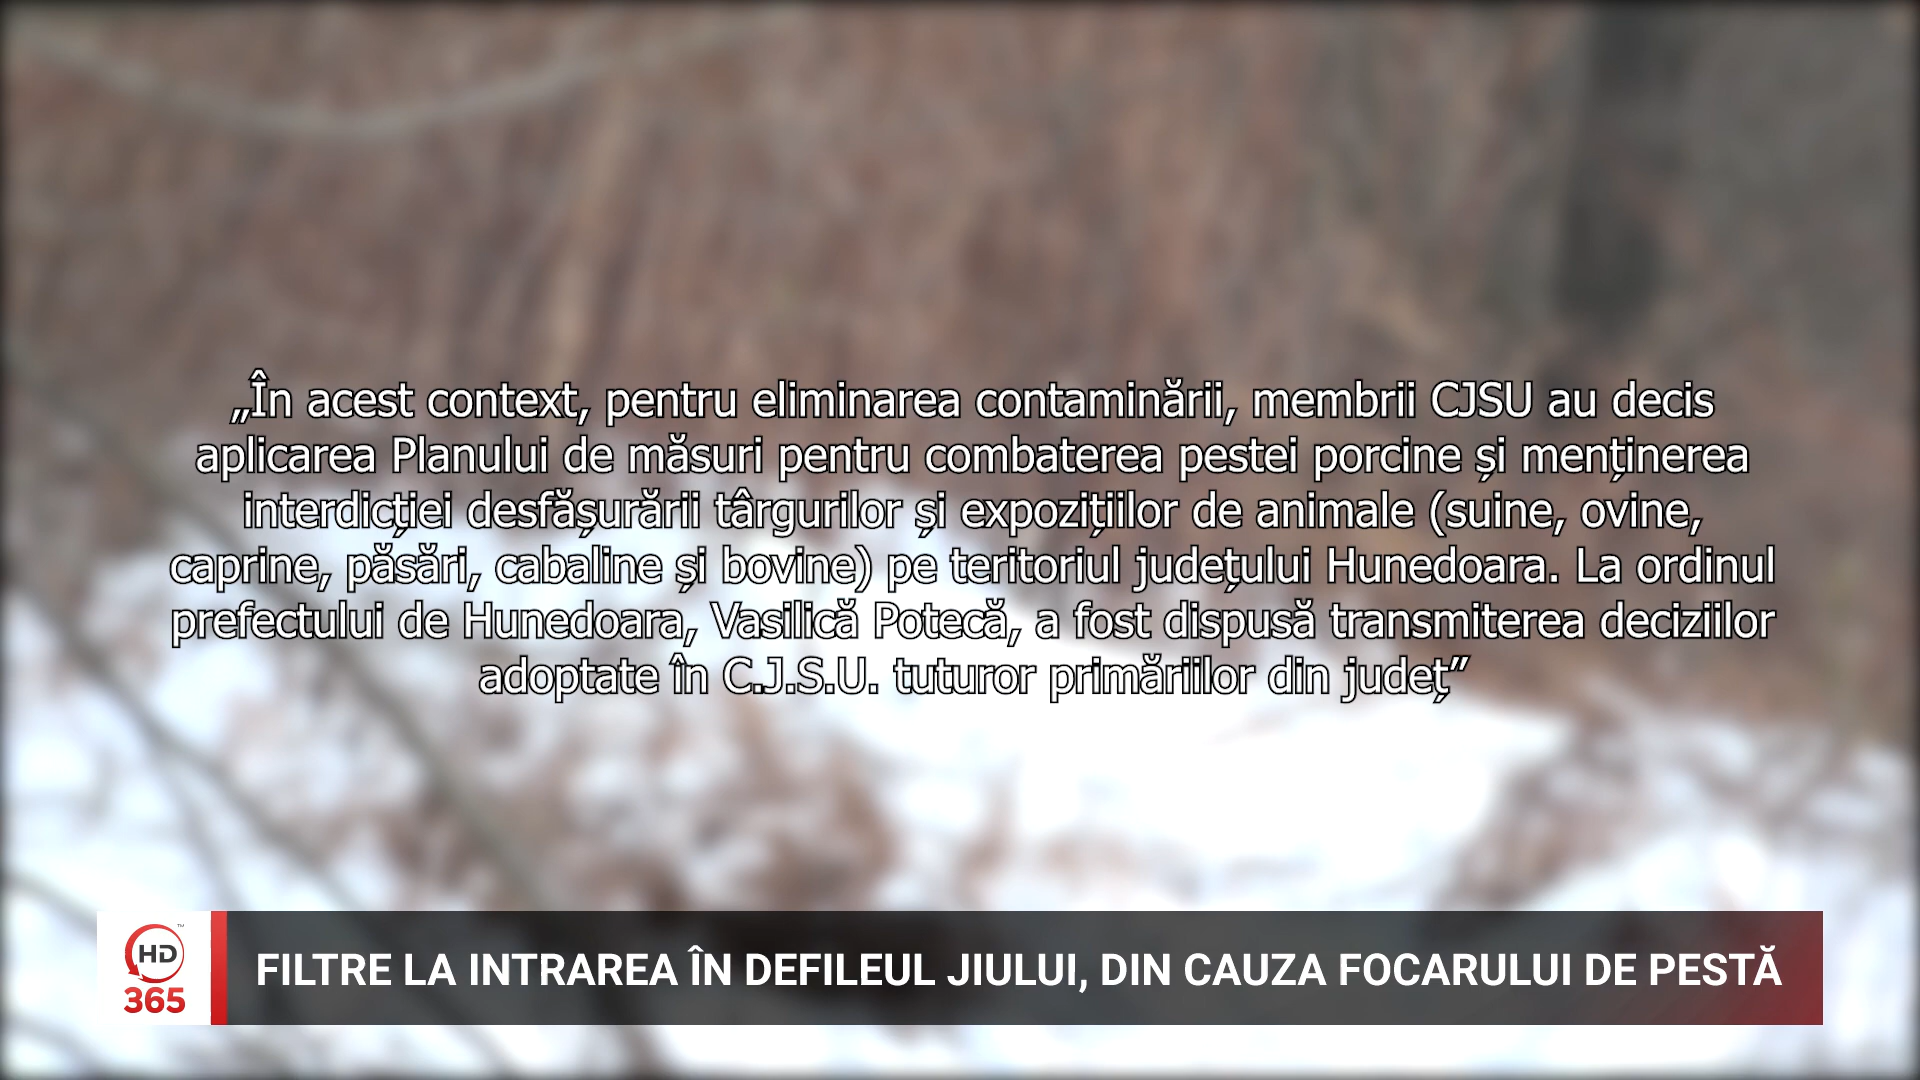 „În acest context, pentru eliminarea contaminării, membrii CJSU au decis
aplicarea Planului de măsuri pentru combaterea pestei porcine și menținerea
interdicției desfășurării târgurilor și expozițiilor de animale (suine, ovine,
caprine, păsări, cabaline și bovine) pe teritoriul județului Hunedoara. La ordinul
prefectului de Hunedoara, Vasilică Potecă, a fost dispusă transmiterea deciziilor
adoptate în C.J.S.U. tuturor primăriilor din județ”
HD™
365
FILTRE LA INTRAREA ÎN DEFILEUL JIULUI, DIN CAUZA FOCARULUI DE PESTĂ